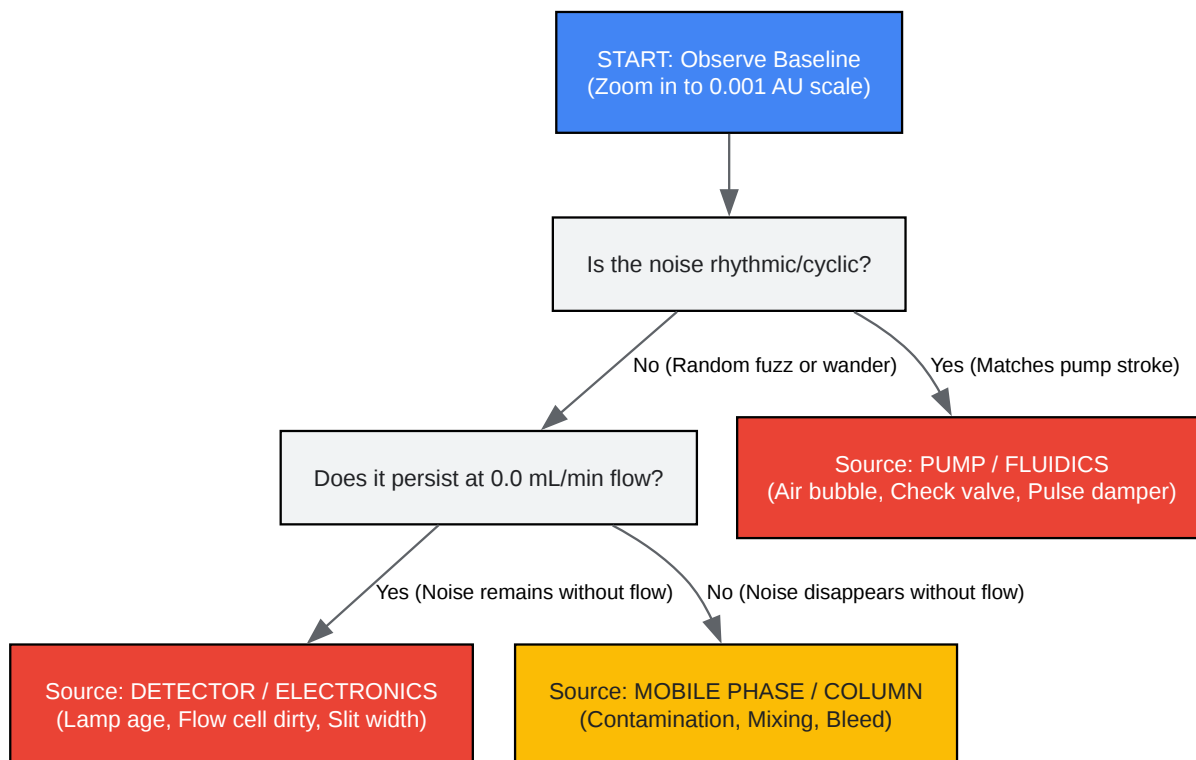 START: Observe Baseline
(Zoom in to 0.001 AU scale)
Is the noise rhythmic/cyclic?
No (Random fuzz or wander)
Yes (Matches pump stroke)
Does it persist at 0.0 mL/min flow?
Source: PUMP / FLUIDICS
(Air bubble, Check valve, Pulse damper)
Yes (Noise remains without flow)
No (Noise disappears without flow)
Source: DETECTOR / ELECTRONICS
(Lamp age, Flow cell dirty, Slit width)
Source: MOBILE PHASE / COLUMN
(Contamination, Mixing, Bleed)